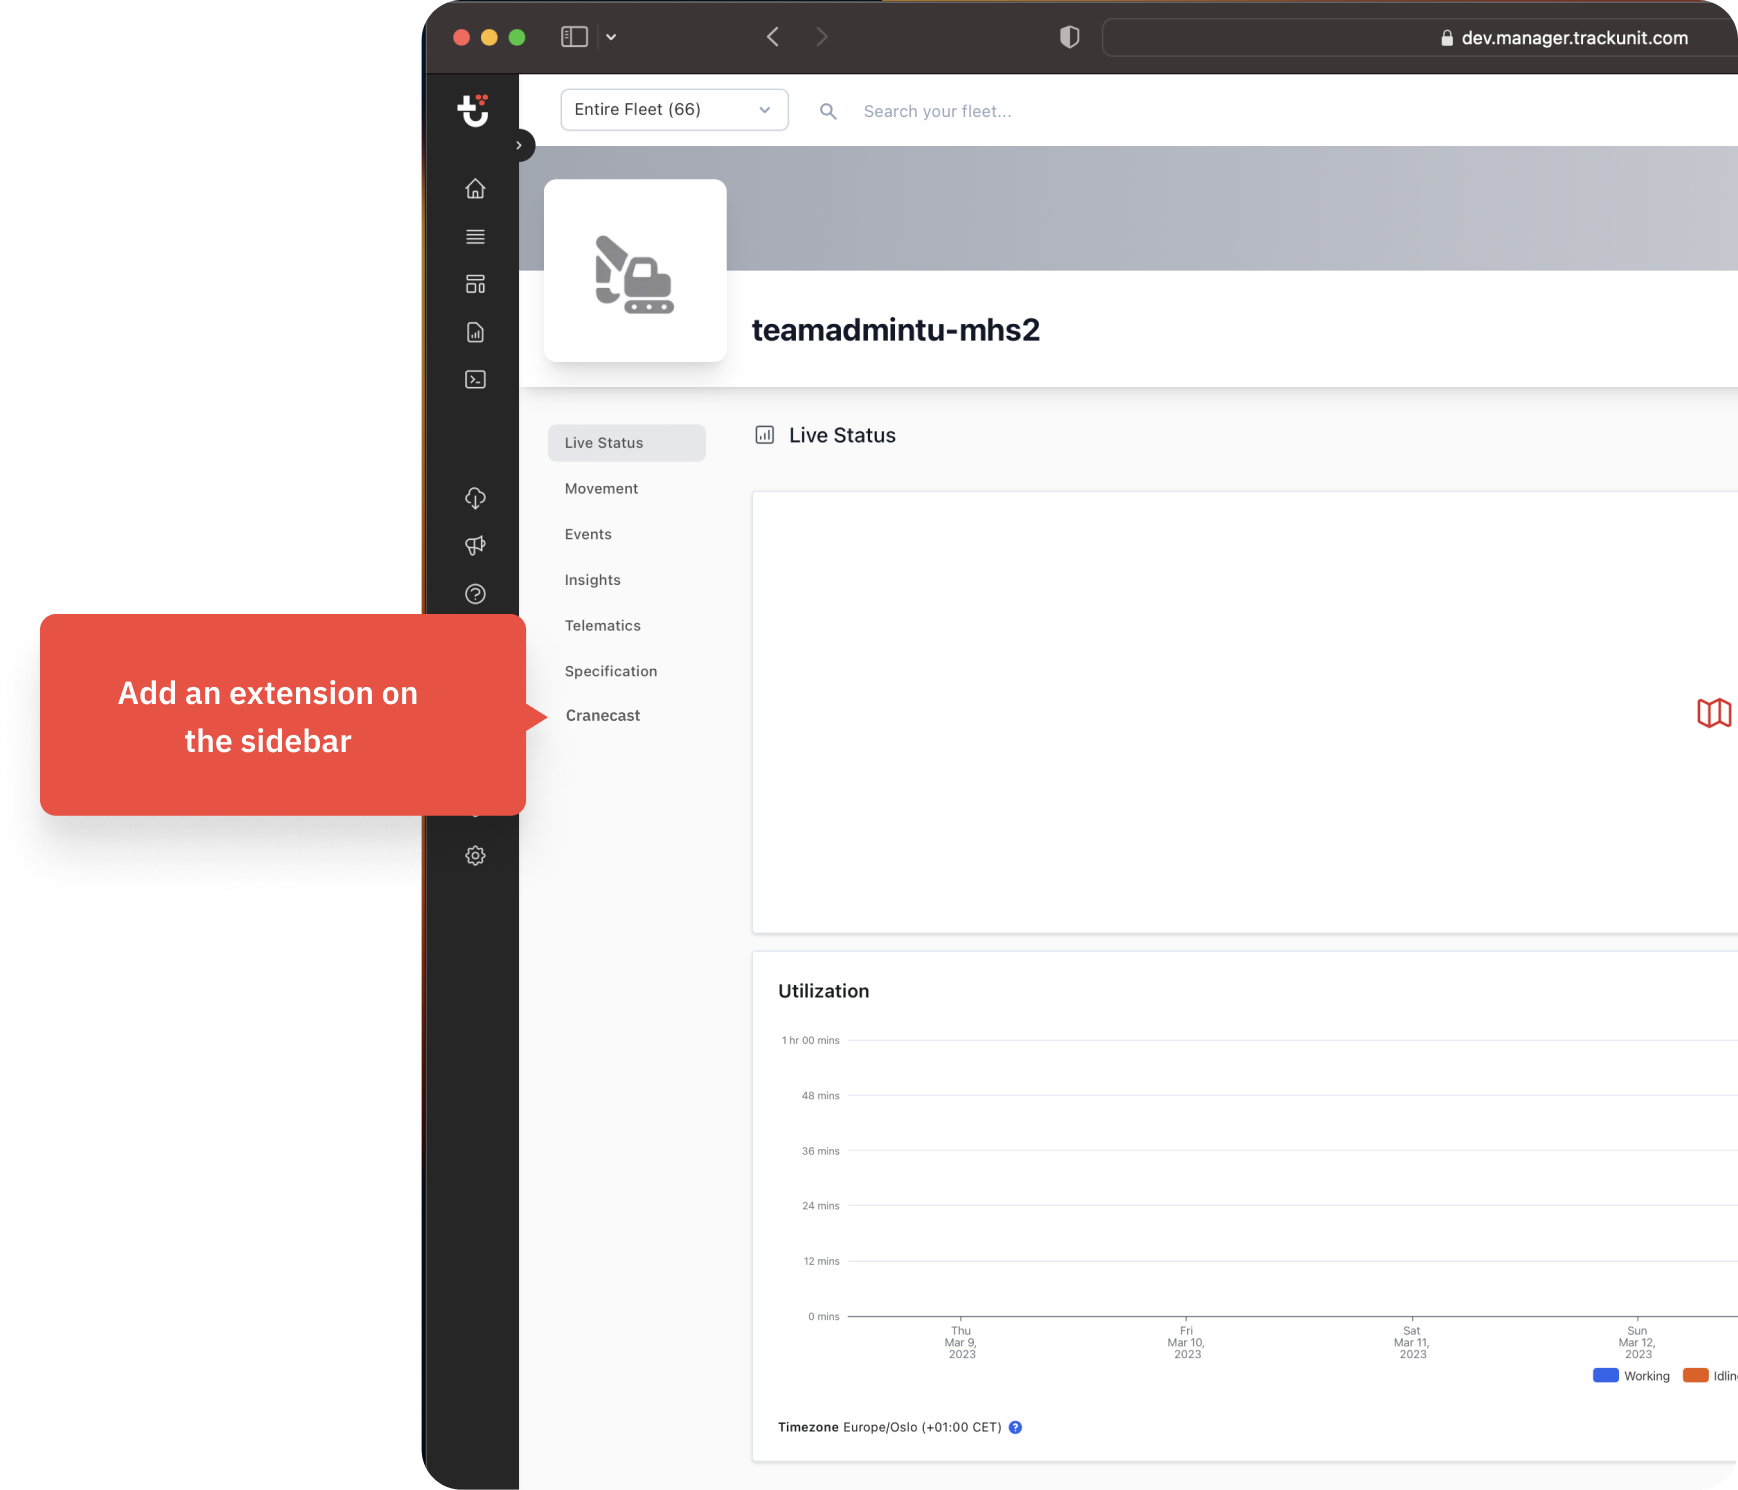 dev.manager.trackunit.com
Entire Fleet (66)
Search your fleet...
teamadmintu-mhs2
Live Status
Movement
Events
Insights
Telematics
Specification
Cranecast
Add an extension on
the sidebar
Live Status
Utilization
1 hr 00 mins
48 mins
36 mins
24 mins
12 mins
0 mins
Thu
Mar 9,
2023
Fri
Mar 10,
2023
Sat
Mar 11,
2023
Sun
Mar 12,
2023
Working
Timezone Europe/Oslo (+01:00 CET)